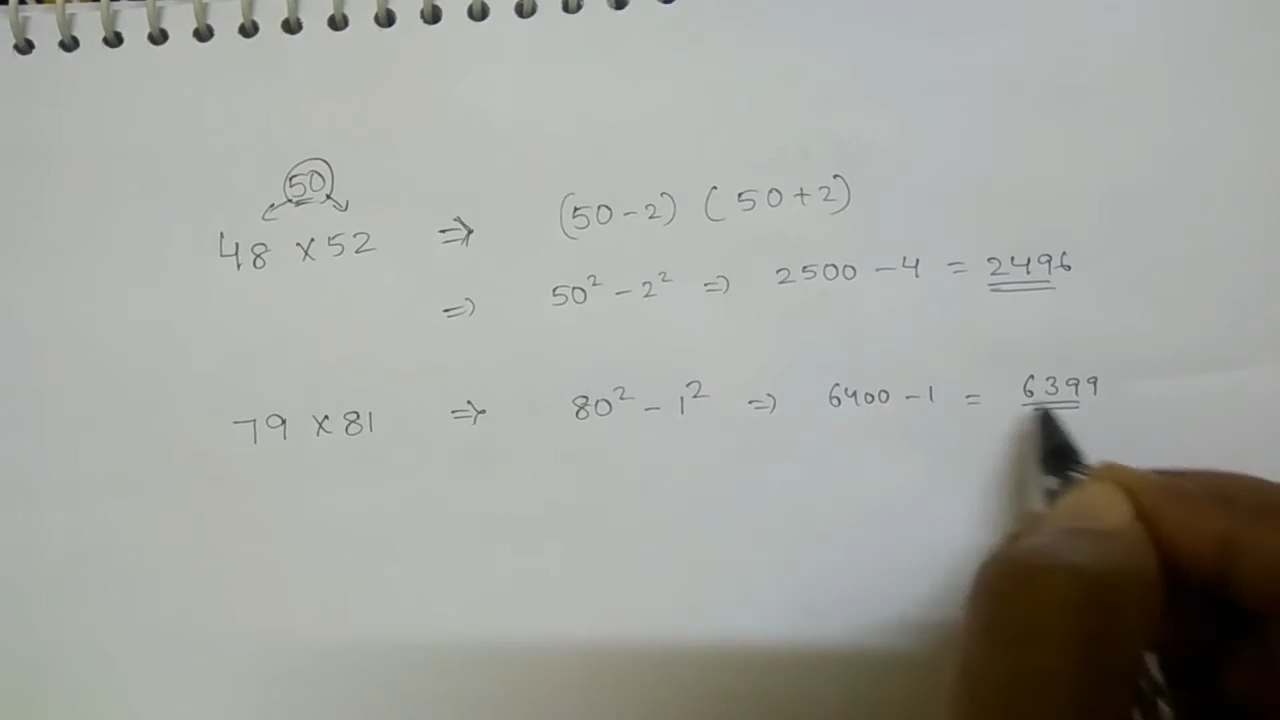 50
48 × 52 ⇒ (50 - 2) (50 + 2)
⇒ 50² - 2² ⇒ 2500 - 4 = 2496
79 × 81 ⇒ 80² - 1² ⇒ 6400 - 1 = 6399